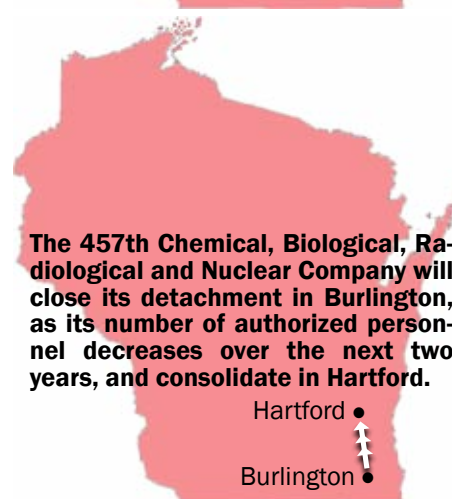 The 457th Chemical, Biological, Ra-
diological and Nuclear Company will
close its detachment in Burlington,
as its number of authorized person-
nel decreases over the next two
years, and consolidate in Hartford.
Hartford
Burlington